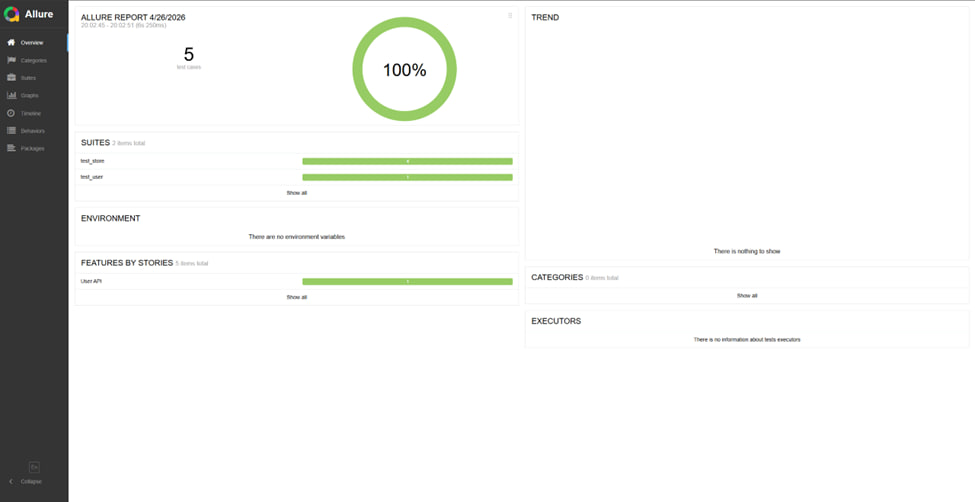 Allure
Overview
Categories
Suites
Graphs
Timeline
Behaviors
Packages
Collapse
ALLURE REPORT 4/26/2026
20:02:45 - 20:02:51 (6s 250ms)
5
test cases
100%
SUITES 2 items total
test_store 4
test_user 1
Show all
ENVIRONMENT
There are no environment variables
FEATURES BY STORIES 5 items total
User API 1
Show all
TREND
There is nothing to show
CATEGORIES 0 items total
Show all
EXECUTORS
There is no information about tests executors